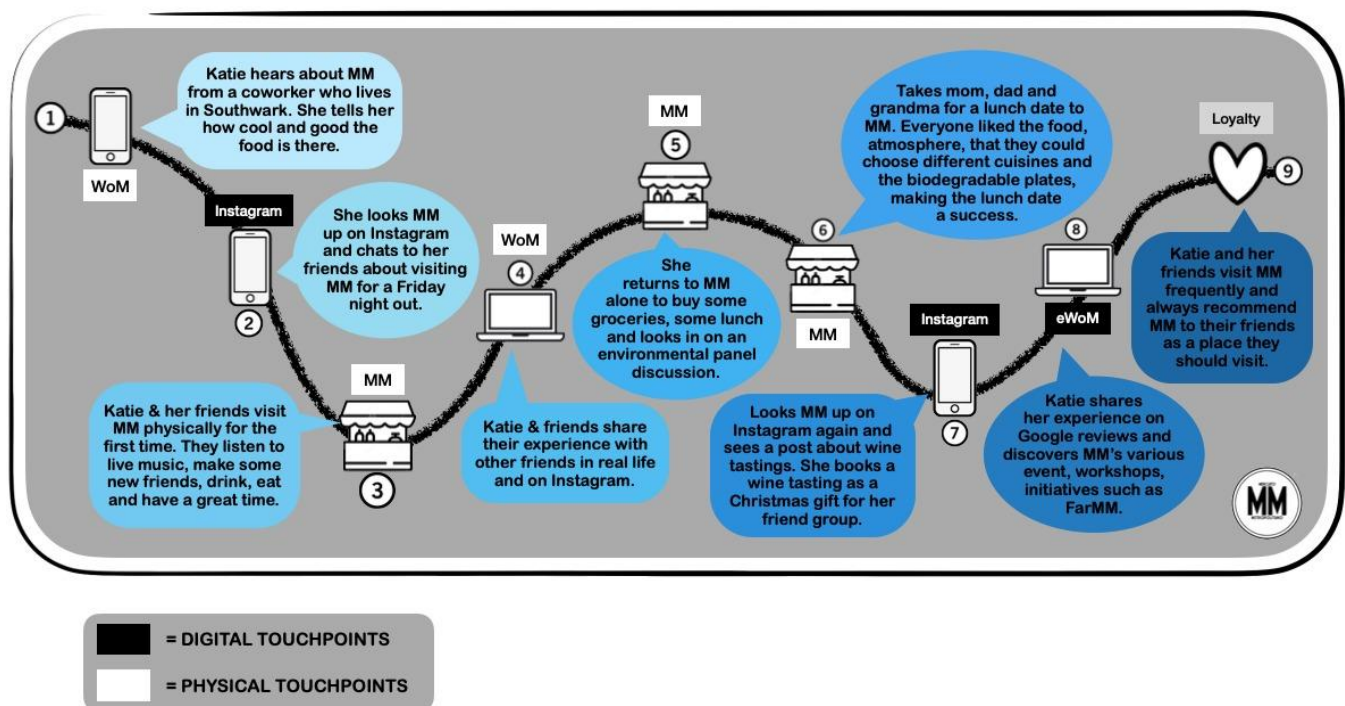 1
Katie hears about MM
from a coworker who lives
in Southwark. She tells her
how cool and good the
food is there.
WoM
Instagram
2
She looks MM
up on Instagram
and chats to her
friends about visiting
MM for a Friday
night out.
Katie & her friends visit
MM physically for the
first time. They listen to
live music, make some
new friends, drink, eat
and have a great time.
MM
3
WoM
4
Katie & friends share
their experience with
other friends in real life
and on Instagram.
MM
5
She
returns to MM
alone to buy some
groceries, some lunch
and looks in on an
environmental panel
discussion.
Takes mom, dad and
grandma for a lunch date to
MM. Everyone liked the food,
atmosphere, that they could
choose different cuisines and
the biodegradable plates,
making the lunch date
a success.
6
MM
Looks MM up on
Instagram again and
sees a post about wine
tastings. She books a
wine tasting as a
Christmas gift for her
friend group.
Instagram
7
8
eWoM
Katie shares
her experience on
Google reviews and
discovers MM's various
event, workshops,
initiatives such as
FarMM.
Loyalty
9
Katie and her
friends visit MM
frequently and
always recommend
MM to their friends
as a place they
should visit.
MM
= DIGITAL TOUCHPOINTS
= PHYSICAL TOUCHPOINTS